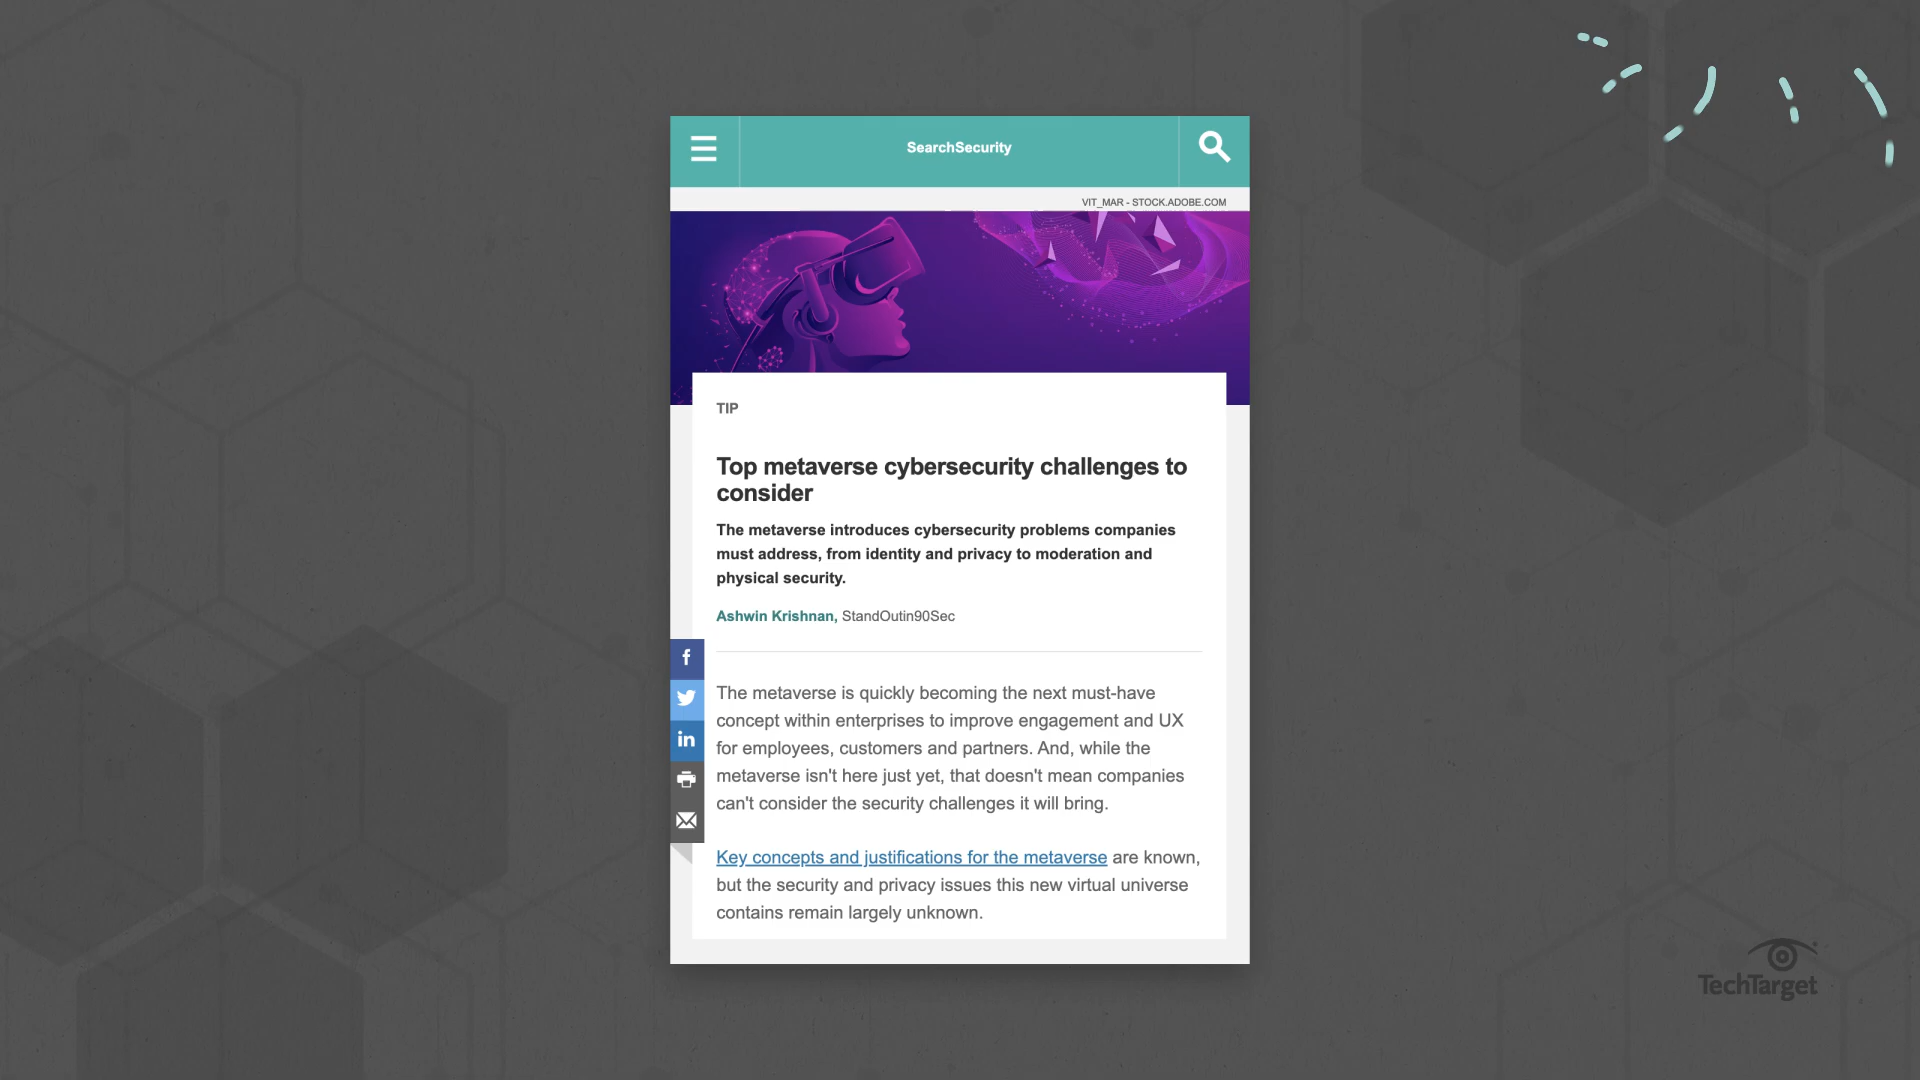 SearchSecurity
VIT_MAR - STOCK.ADOBE.COM
TIP
Top metaverse cybersecurity challenges to
consider
The metaverse introduces cybersecurity problems companies
must address, from identity and privacy to moderation and
physical security.
Ashwin Krishnan, StandOutin90Sec
f
in
The metaverse is quickly becoming the next must-have
concept within enterprises to improve engagement and UX
for employees, customers and partners. And, while the
metaverse isn't here just yet, that doesn't mean companies
can't consider the security challenges it will bring.
Key concepts and justifications for the metaverse are known,
but the security and privacy issues this new virtual universe
contains remain largely unknown.
TechTarget